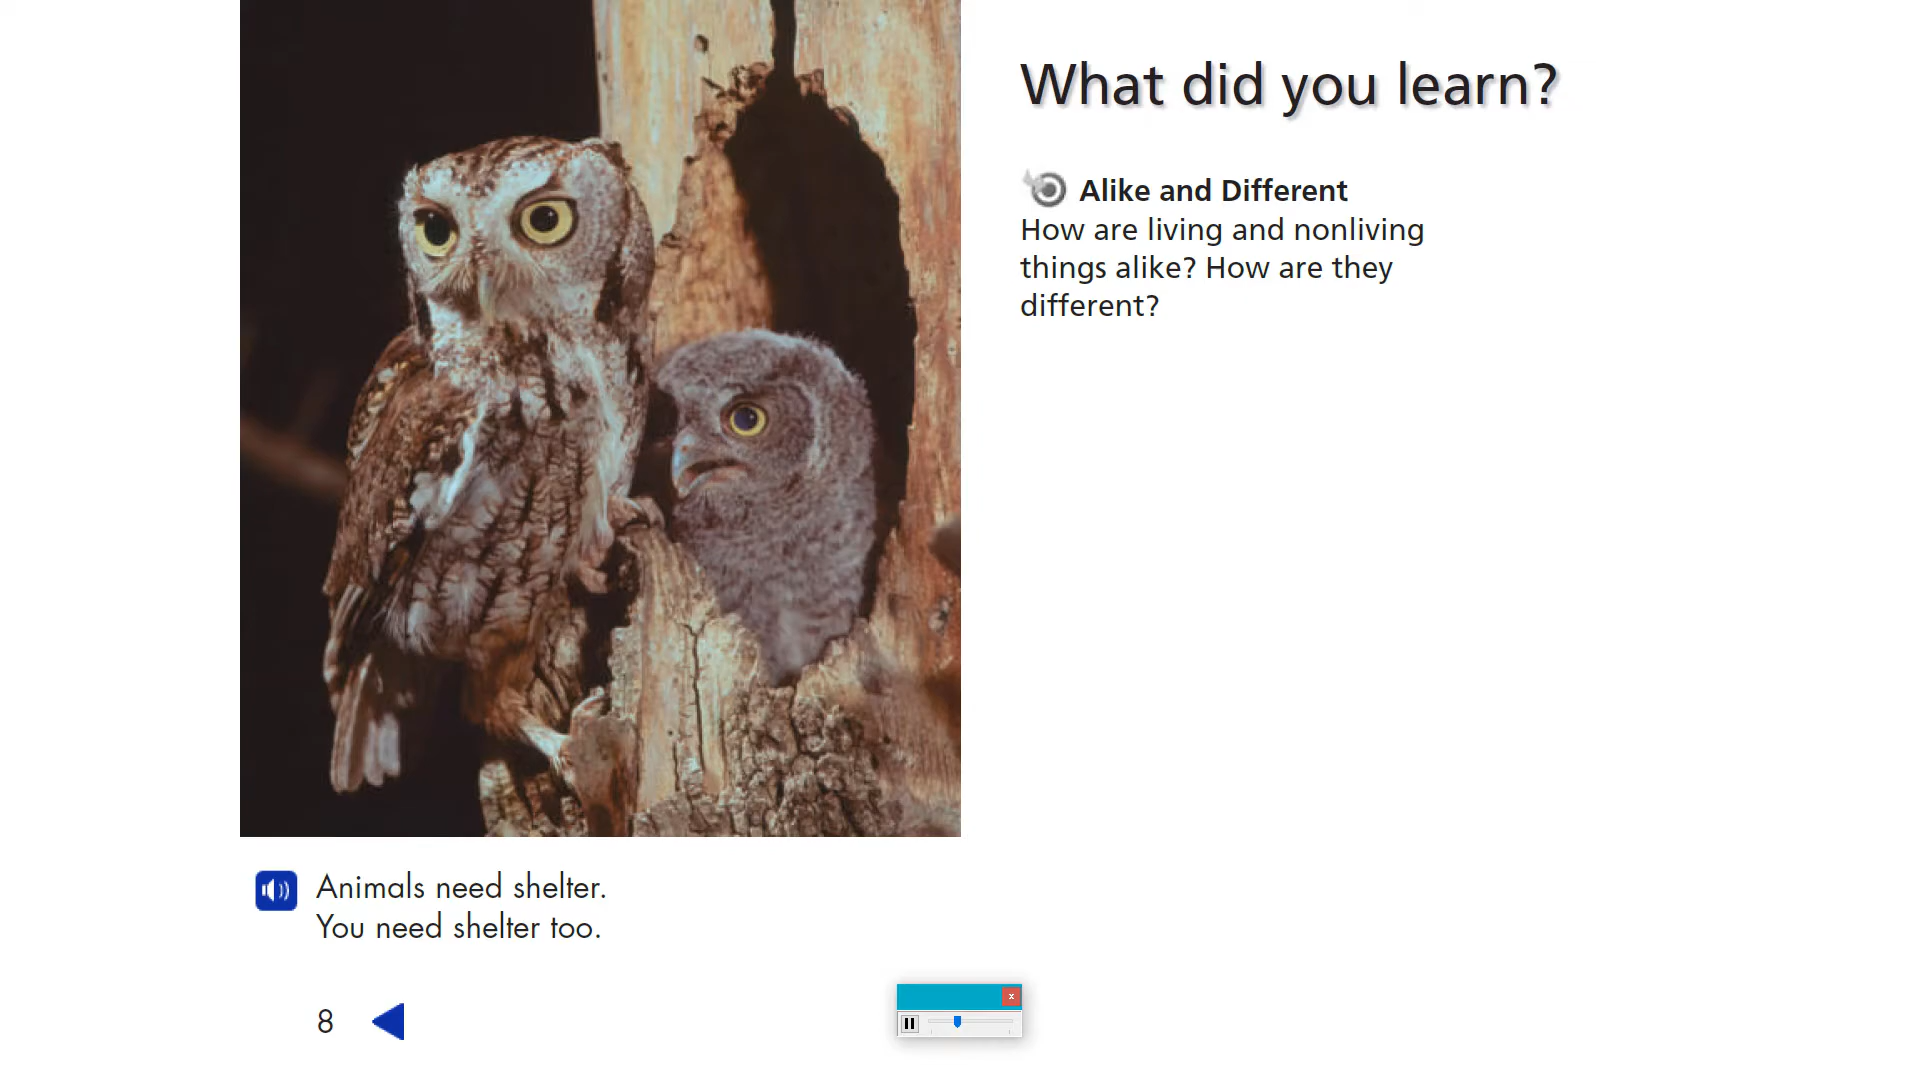 What did you learn?
Alike and Different
How are living and nonliving
things alike? How are they
different?
Animals need shelter.
You need shelter too.
8